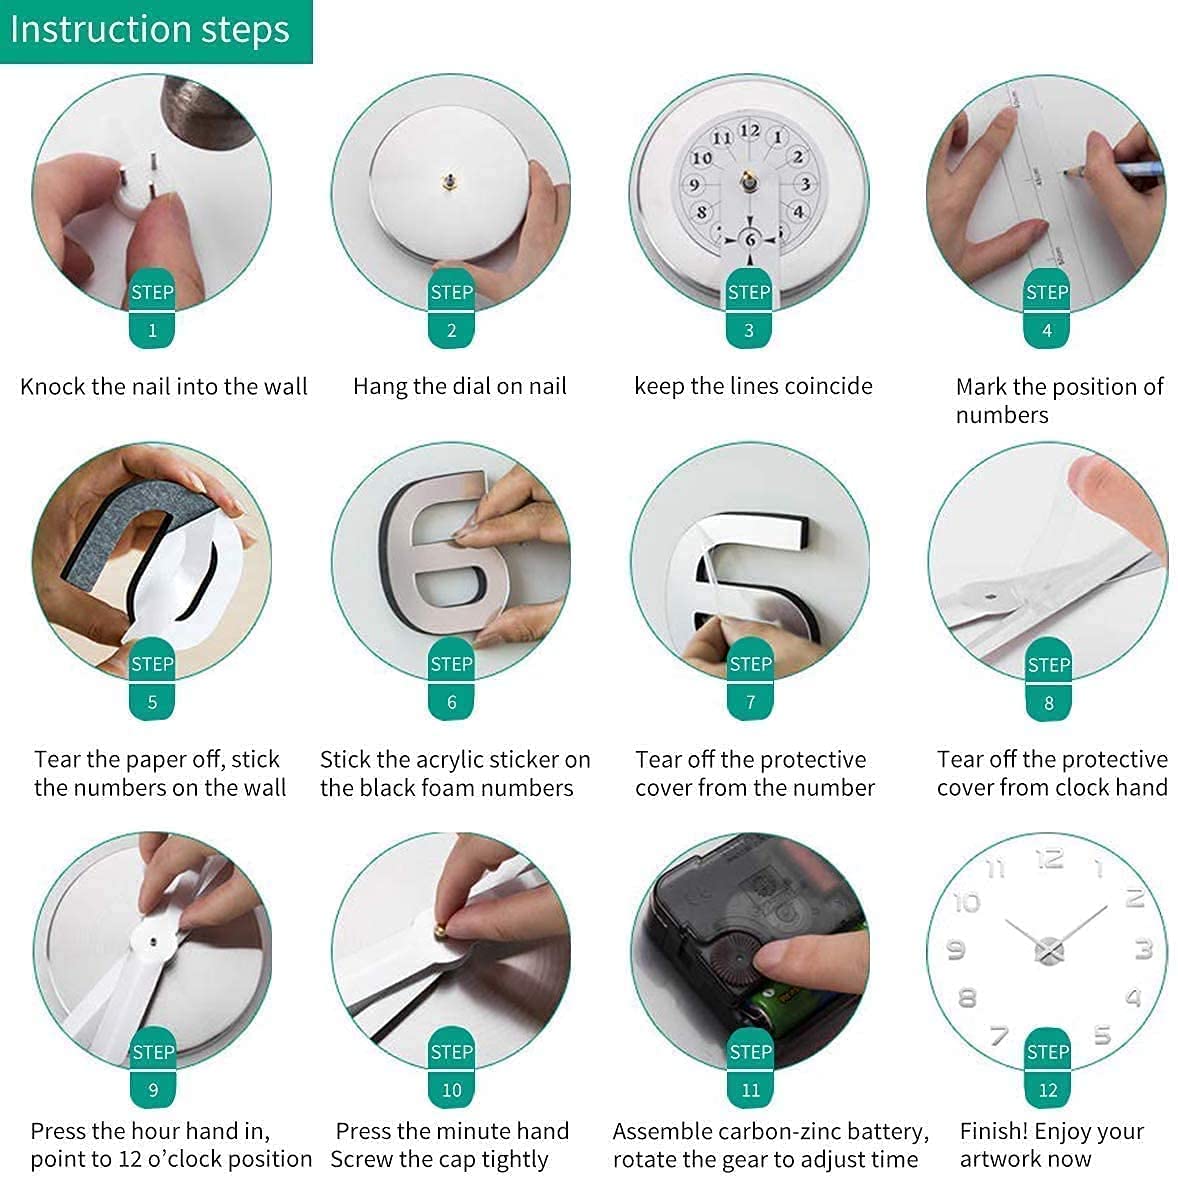 Instruction steps
STEP
1
Knock the nail into the wall
STEP
2
Hang the dial on nail
12
11
1
10
2
9
3
8
4
6
STEP
3
keep the lines coincide
STEP
4
Mark the position of
numbers
STEP
5
Tear the paper off, stick
the numbers on the wall
6
STEP
6
Stick the acrylic sticker on
the black foam numbers
STEP
7
Tear off the protective
cover from the number
STEP
8
Tear off the protective
cover from clock hand
STEP
9
Press the hour hand in,
point to 12 o’clock position
STEP
10
Press the minute hand
Screw the cap tightly
STEP
11
Assemble carbon-zinc battery,
rotate the gear to adjust time
12
11
1
10
2
9
3
8
4
7
5
STEP
12
Finish! Enjoy your
artwork now